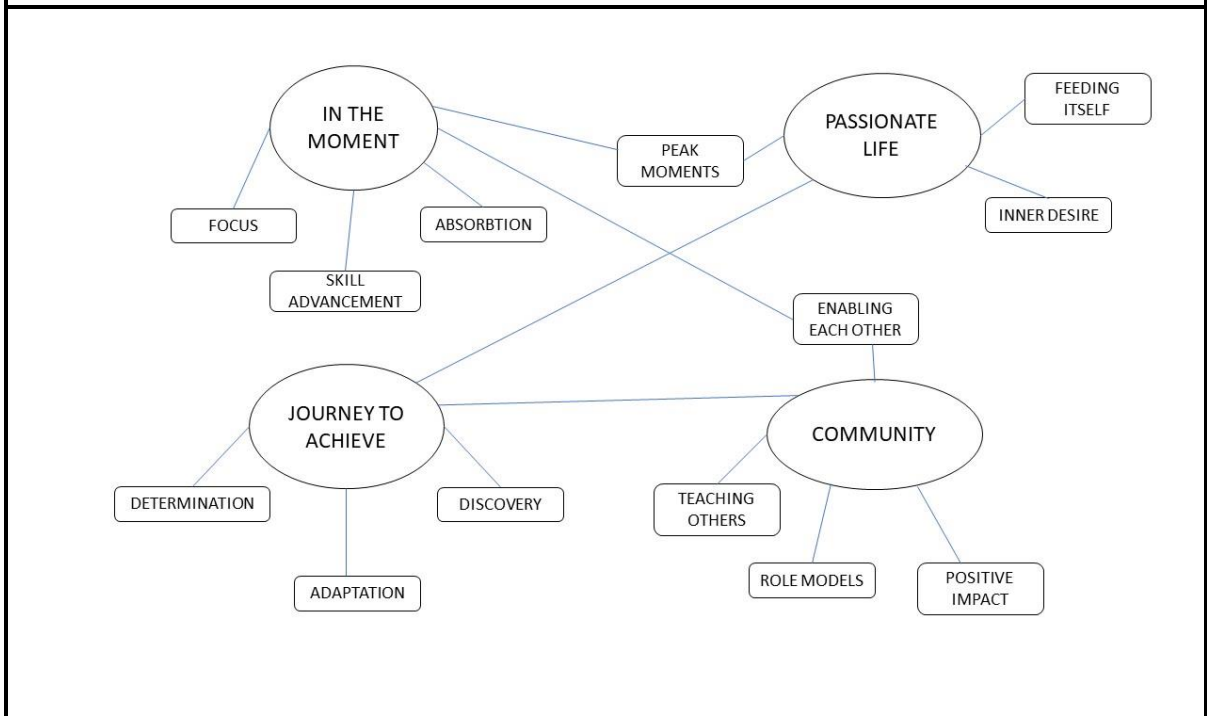 IN THE
MOMENT
PASSIONATE
LIFE
FEEDING
ITSELF
PEAK
MOMENTS
FOCUS
ABSORBTION
INNER DESIRE
SKILL
ADVANCEMENT
ENABLING
EACH OTHER
JOURNEY TO
ACHIEVE
COMMUNITY
DETERMINATION
DISCOVERY
TEACHING
OTHERS
ADAPTATION
ROLE MODELS
POSITIVE
IMPACT